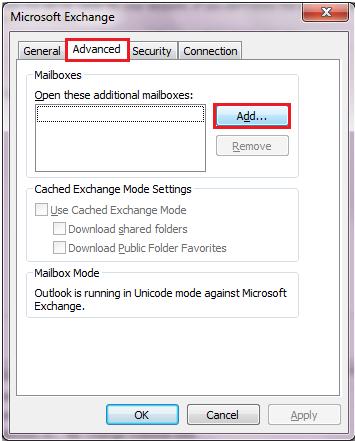 Microsoft Exchange
General Advanced Security Connection
Mailboxes
Open these additional mailboxes:
Add...
Remove
Cached Exchange Mode Settings
Use Cached Exchange Mode
Download shared folders
Download Public Folder Favorites
Mailbox Mode
Outlook is running in Unicode mode against Microsoft
Exchange.
OK Cancel Apply